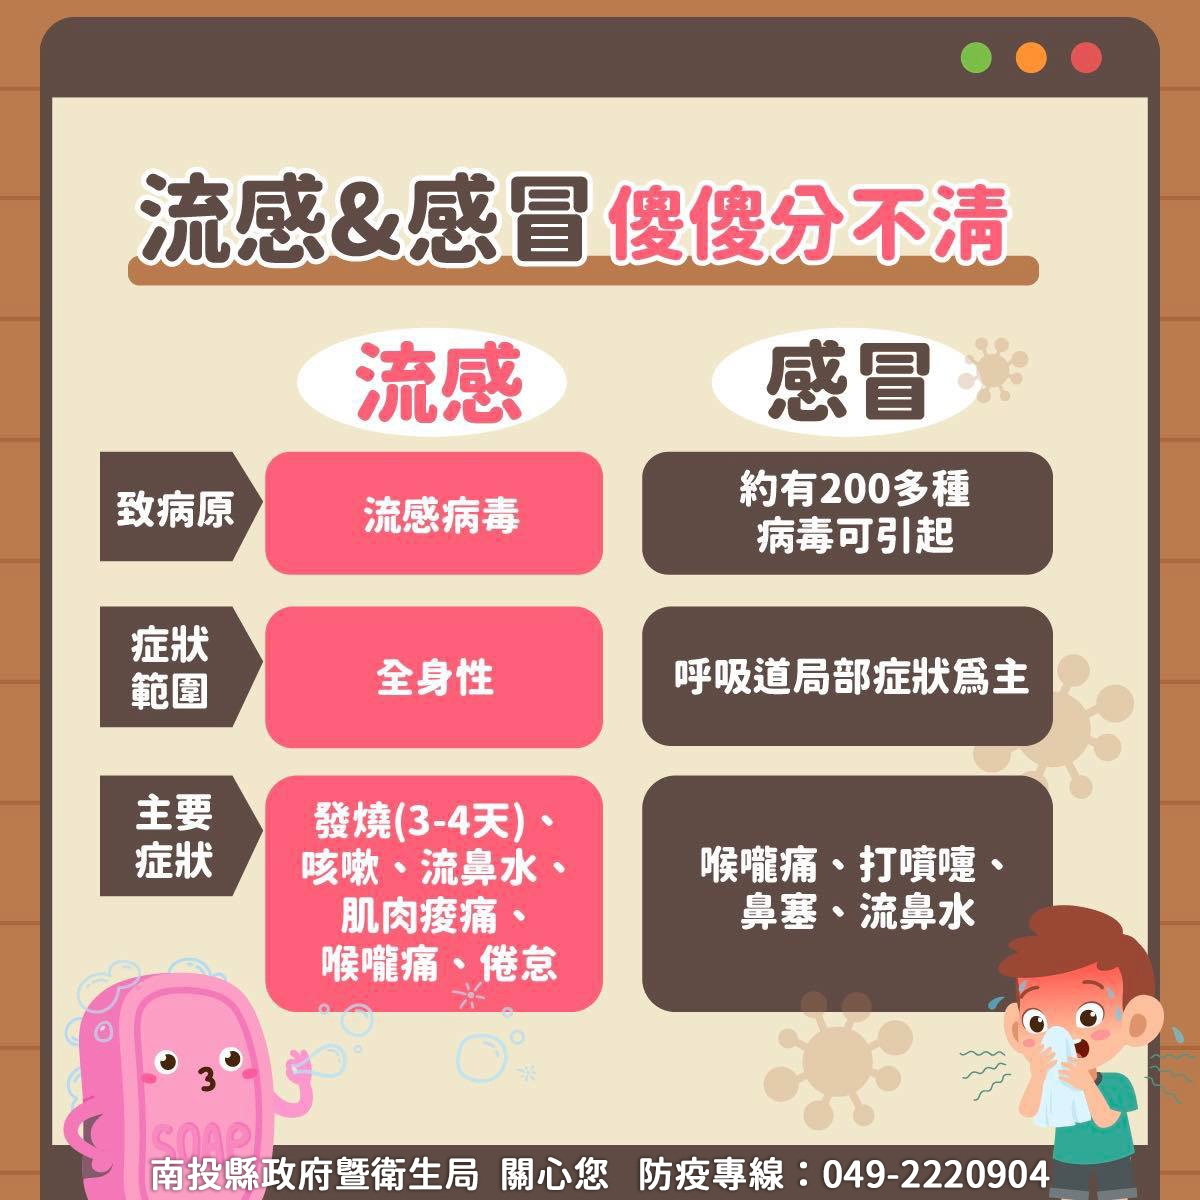 流感&感冒 傻傻分不清
流感
感冒
致病原
流感病毒
約有200多種
病毒可引起
症狀
範圍
全身性
呼吸道局部症狀為主
主要
症狀
發燒(3-4天)、
咳嗽、流鼻水、
肌肉痠痛、
喉嚨痛、倦怠
喉嚨痛、打噴嚏、
鼻塞、流鼻水
SOAP
南投縣政府暨衛生局 關心您 防疫專線：049-2220904